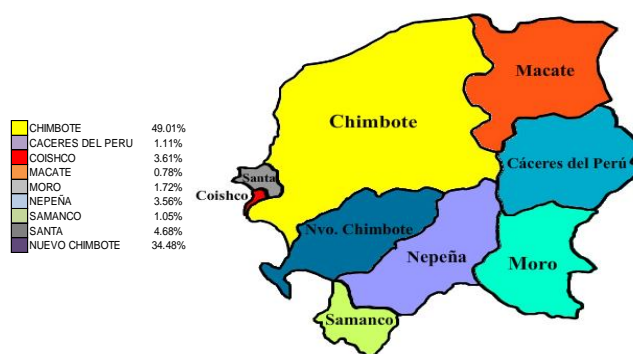 CHIMBOTE 49.01%
CACERES DEL PERU 1.11%
COISHCO 3.61%
MACATE 0.78%
MORO 1.72%
NEPEÑA 3.56%
SAMANCO 1.05%
SANTA 4.68%
NUEVO CHIMBOTE 34.48%
Macate
Chimbote
Cáceres del Perú
Santa
Coishco
Nvo. Chimbote
Nepeña
Moro
Samanco